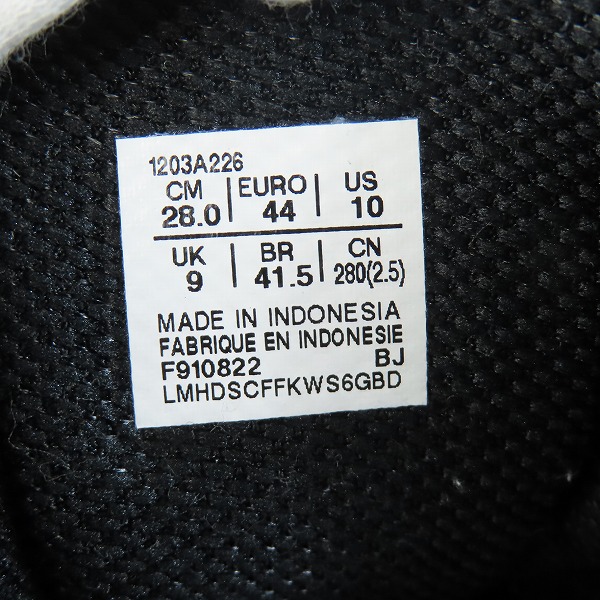 1203A226
CM | EURO | US
28.0 | 44 | 10
UK | BR | CN
9 | 41.5 | 280(2.5)
MADE IN INDONESIA
FABRIQUE EN INDONESIE
F910822 BJ
LMHDSCFFKWS6GBD